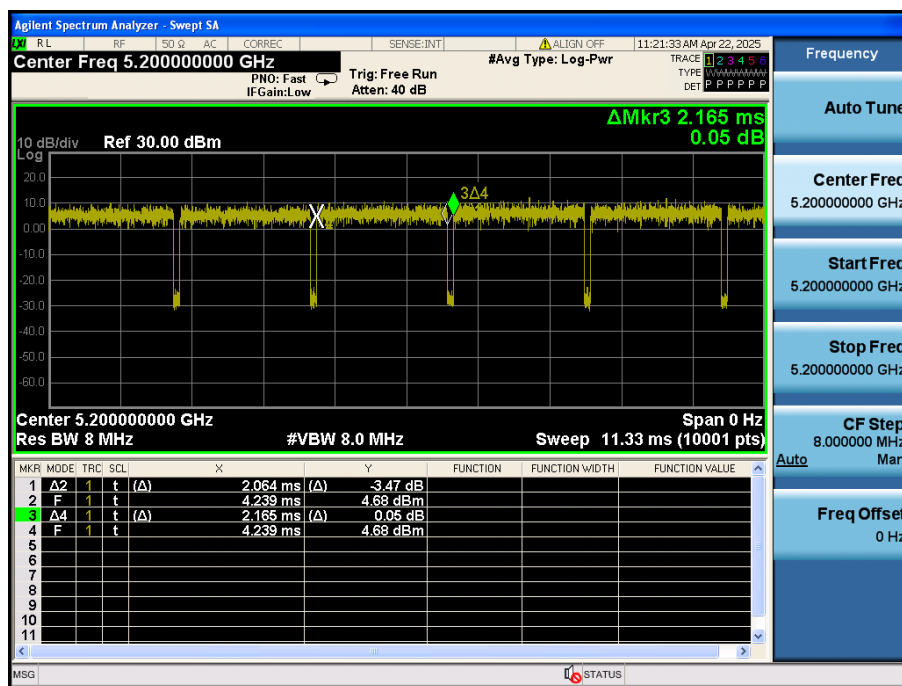 Agilent Spectrum Analyzer - Swept SA
LXI RL RF 50 Ω AC CORREC SENSE:INT ALIGN OFF 11:21:33 AM Apr 22, 2025
Center Freq 5.200000000 GHz #Avg Type: Log-Pwr TRACE 1 2 3 4 5 6
PNO: Fast Trig: Free Run TYPE WWWWWW
IFGain:Low Atten: 40 dB DET P P P P P P
ΔMkr3 2.165 ms
0.05 dB
10 dB/div Ref 30.00 dBm
Log
20.0
10.0
0.00
-10.0
-20.0
-30.0
-40.0
-50.0
-60.0
3Δ4
Center 5.200000000 GHz Span 0 Hz
Res BW 8 MHz #VBW 8.0 MHz Sweep 11.33 ms (10001 pts)
MKR MODE TRC SCL X Y FUNCTION FUNCTION WIDTH FUNCTION VALUE
1 Δ2 1 t (Δ) 2.064 ms (Δ) -3.47 dB
2 F 1 t 4.239 ms 4.68 dBm
3 Δ4 1 t (Δ) 2.165 ms (Δ) 0.05 dB
4 F 1 t 4.239 ms 4.68 dBm
5
6
7
8
9
10
11
MSG STATUS
Frequency
Auto Tune
Center Freq
5.200000000 GHz
Start Freq
5.200000000 GHz
Stop Freq
5.200000000 GHz
CF Step
8.000000 MHz
Auto Man
Freq Offset
0 Hz